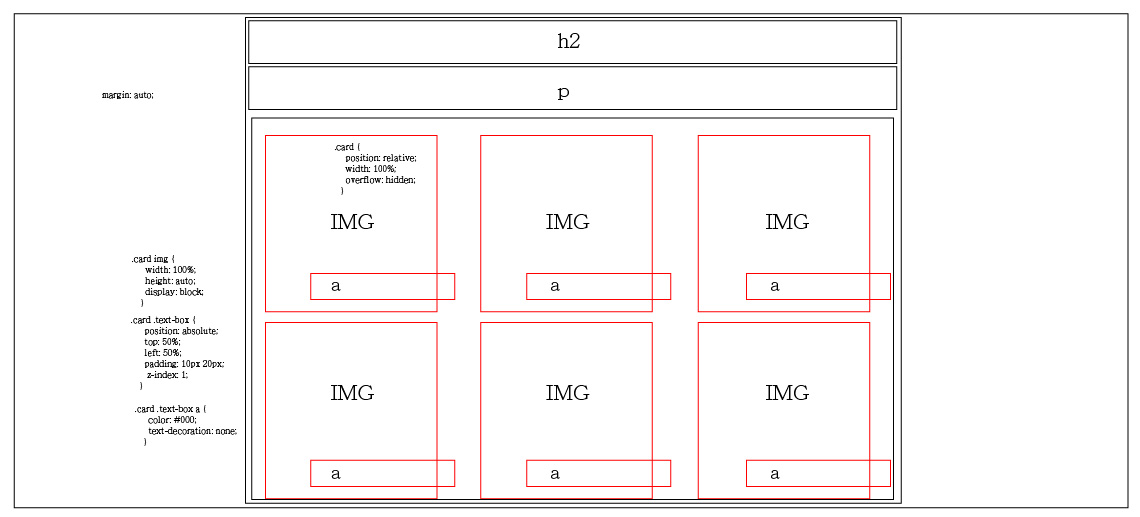 h2
p
margin: auto;
.card {
position: relative;
width: 100%;
overflow: hidden;
}
IMG
IMG
IMG
a
a
a
.card img {
width: 100%;
height: auto;
display: block;
}
.card .text-box {
position: absolute;
top: 50%;
left: 50%;
padding: 10px 20px;
z-index: 1;
}
.card .text-box a {
color: #000;
text-decoration: none;
}
IMG
IMG
IMG
a
a
a